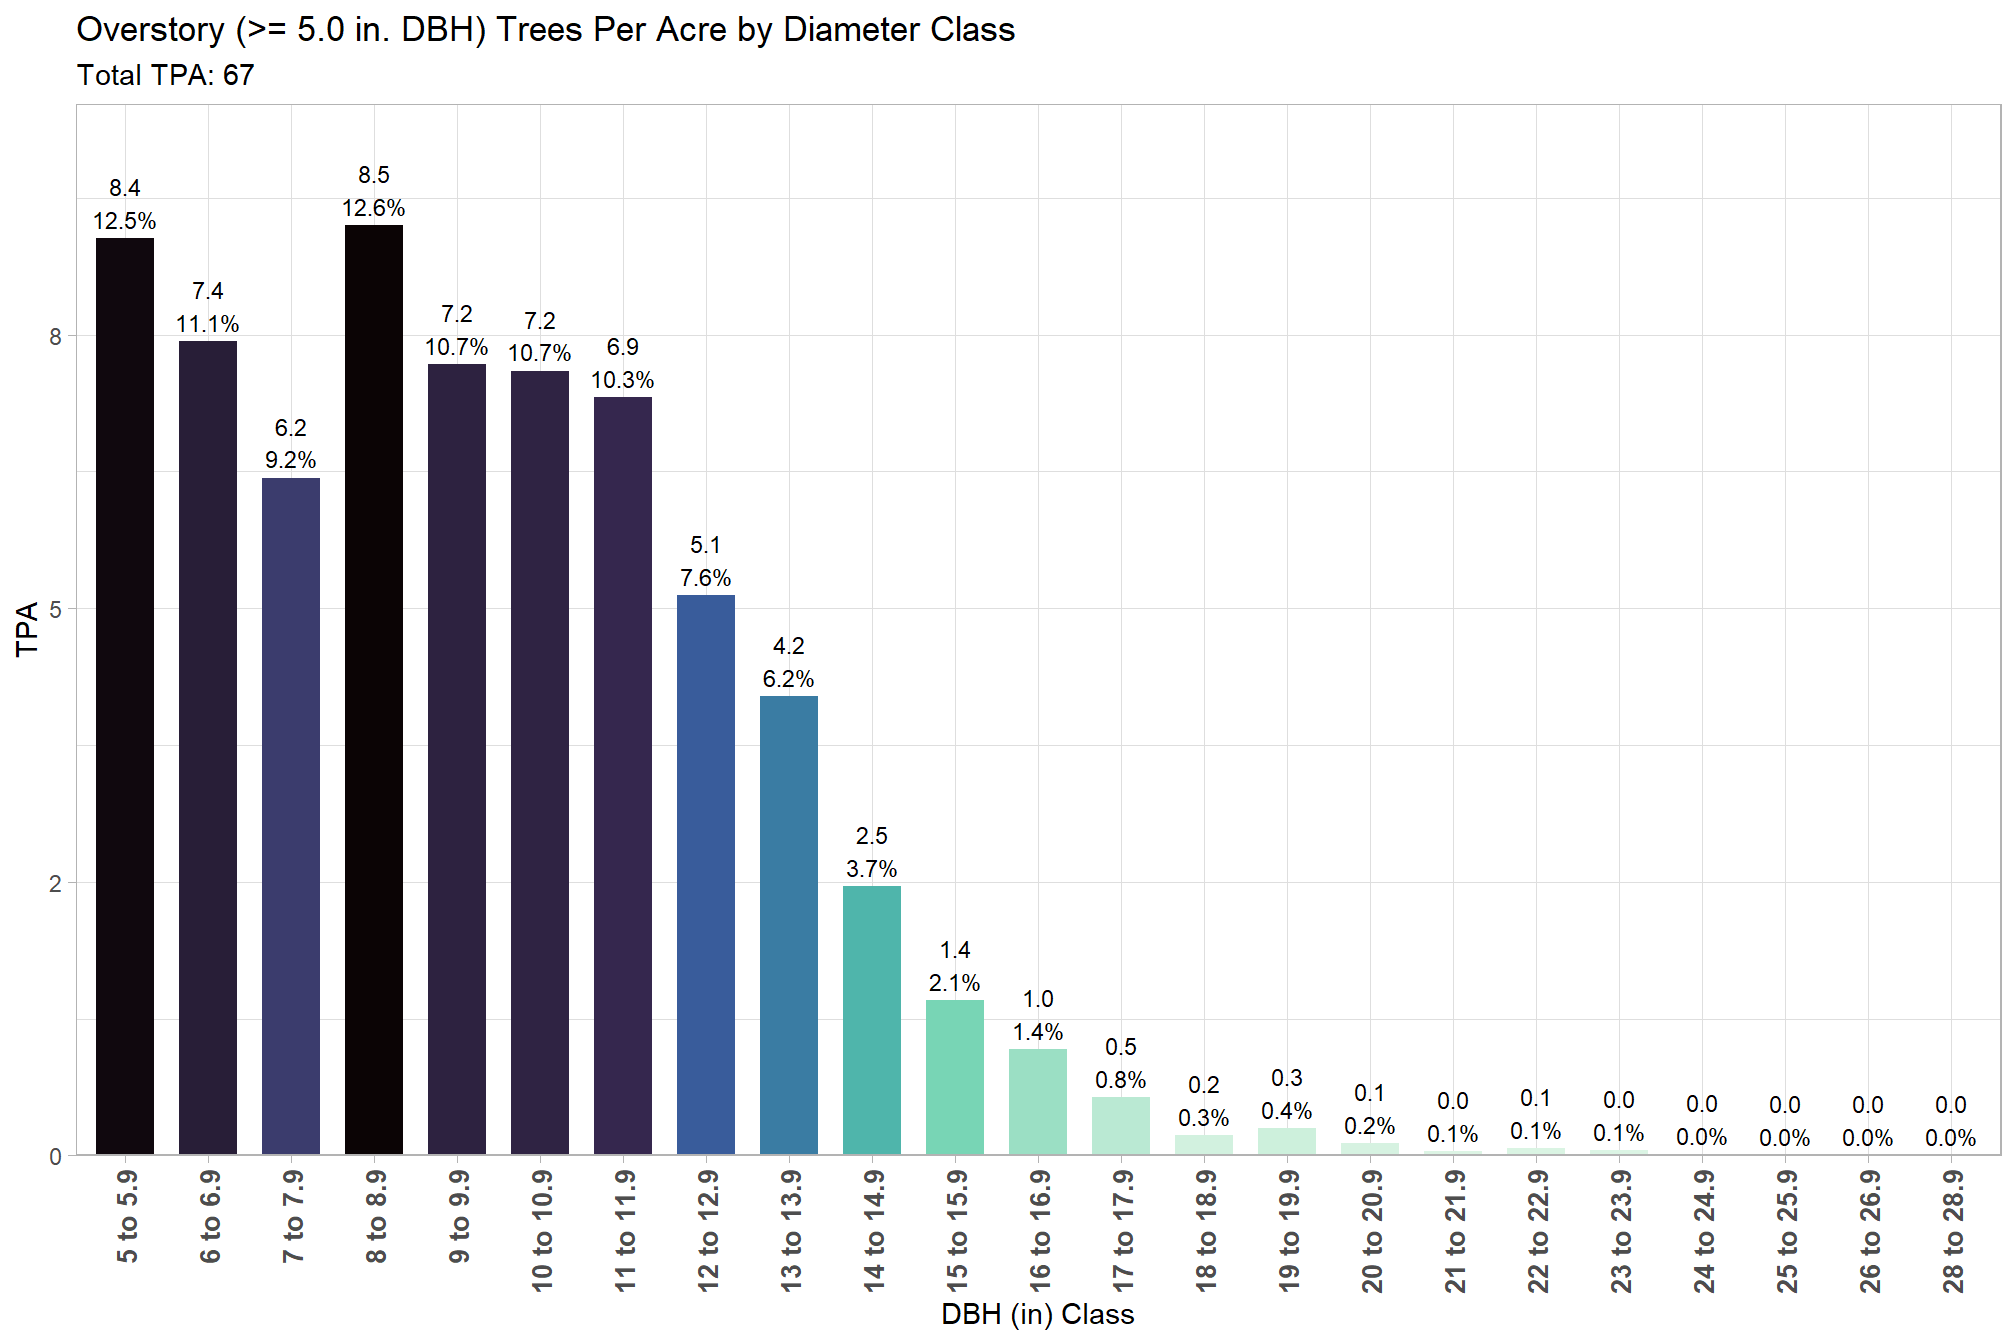 Overstory (>= 5.0 in. DBH) Trees Per Acre by Diameter Class
Total TPA: 67
TPA
8
5
2
0
8.4
12.5%
7.4
11.1%
6.2
9.2%
8.5
12.6%
7.2
10.7%
7.2
10.7%
6.9
10.3%
5.1
7.6%
4.2
6.2%
2.5
3.7%
1.4
2.1%
1.0
1.4%
0.5
0.8%
0.2
0.3%
0.3
0.4%
0.1
0.2%
0.0
0.1%
0.1
0.1%
0.0
0.1%
0.0
0.0%
0.0
0.0%
0.0
0.0%
0.0
0.0%
5 to 5.9
6 to 6.9
7 to 7.9
8 to 8.9
9 to 9.9
10 to 10.9
11 to 11.9
12 to 12.9
13 to 13.9
14 to 14.9
15 to 15.9
16 to 16.9
17 to 17.9
18 to 18.9
19 to 19.9
20 to 20.9
21 to 21.9
22 to 22.9
23 to 23.9
24 to 24.9
25 to 25.9
26 to 26.9
28 to 28.9
DBH (in) Class